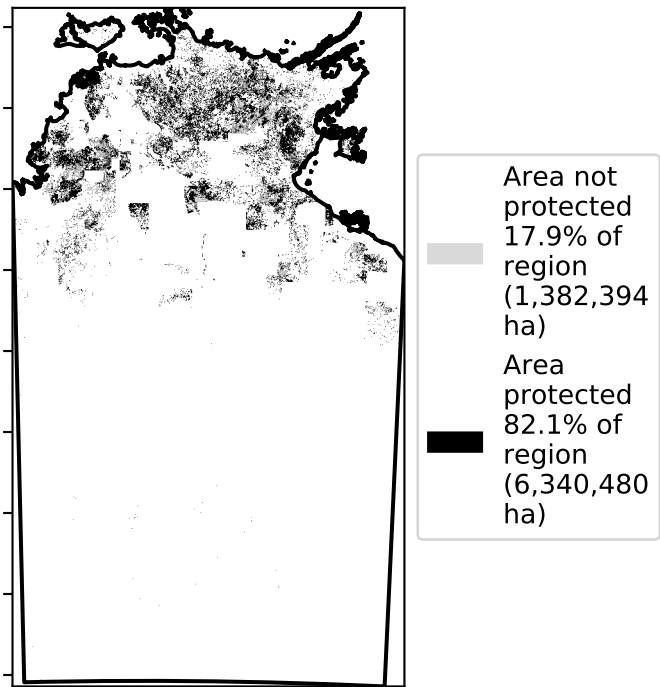 Area not
protected
17.9% of
region
(1,382,394
ha)
Area
protected
82.1% of
region
(6,340,480
ha)